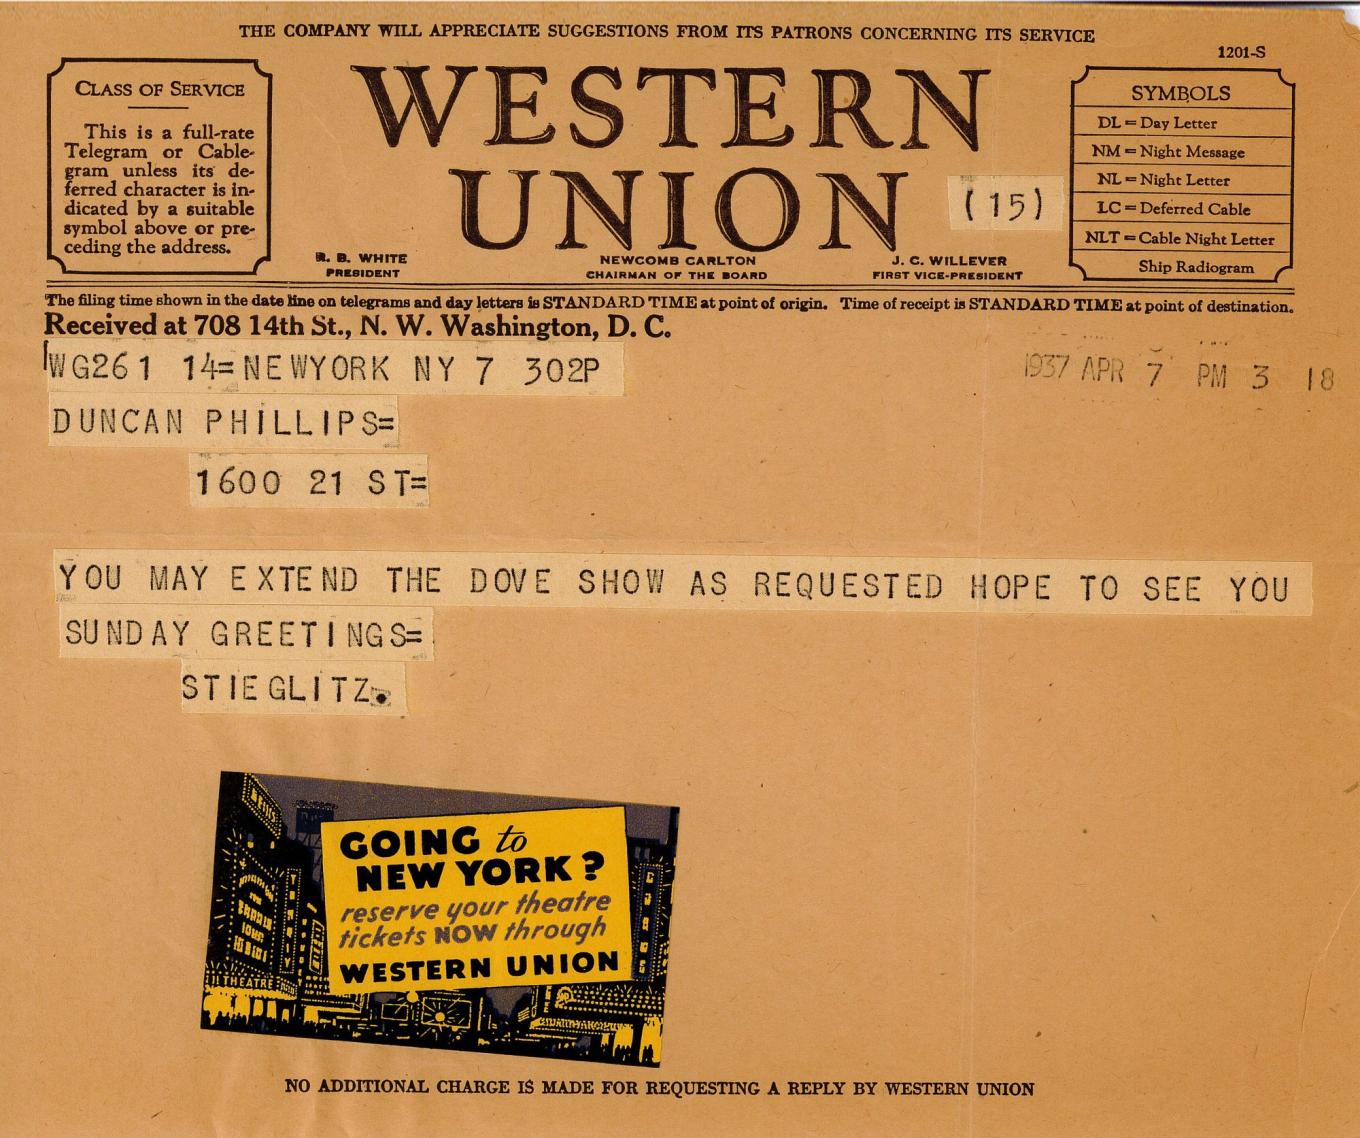 THE COMPANY WILL APPRECIATE SUGGESTIONS FROM ITS PATRONS CONCERNING ITS SERVICE
1201-S
CLASS OF SERVICE
This is a full-rate
Telegram or Cable-
gram unless its de-
ferred character is in-
dicated by a suitable
symbol above or pre-
ceding the address.
WESTERN
UNION
(15)
R. B. WHITE
PRESIDENT
NEWCOMB CARLTON
CHAIRMAN OF THE BOARD
J. C. WILLEVER
FIRST VICE-PRESIDENT
SYMBOLS
DL = Day Letter
NM = Night Message
NL = Night Letter
LC = Deferred Cable
NLT = Cable Night Letter
Ship Radiogram
The filing time shown in the date line on telegrams and day letters is STANDARD TIME at point of origin. Time of receipt is STANDARD TIME at point of destination.
Received at 708 14th St., N. W. Washington, D. C.
WG261 14=NEWYORK NY 7 302P
1937 APR 7 PM 3 18
DUNCAN PHILLIPS=
1600 21 ST=
YOU MAY EXTEND THE DOVE SHOW AS REQUESTED HOPE TO SEE YOU
SUNDAY GREETINGS=
STIEGLITZ.
GOING to
NEW YORK?
reserve your theatre
tickets NOW through
WESTERN UNION
THEATRE
NO ADDITIONAL CHARGE IS MADE FOR REQUESTING A REPLY BY WESTERN UNION